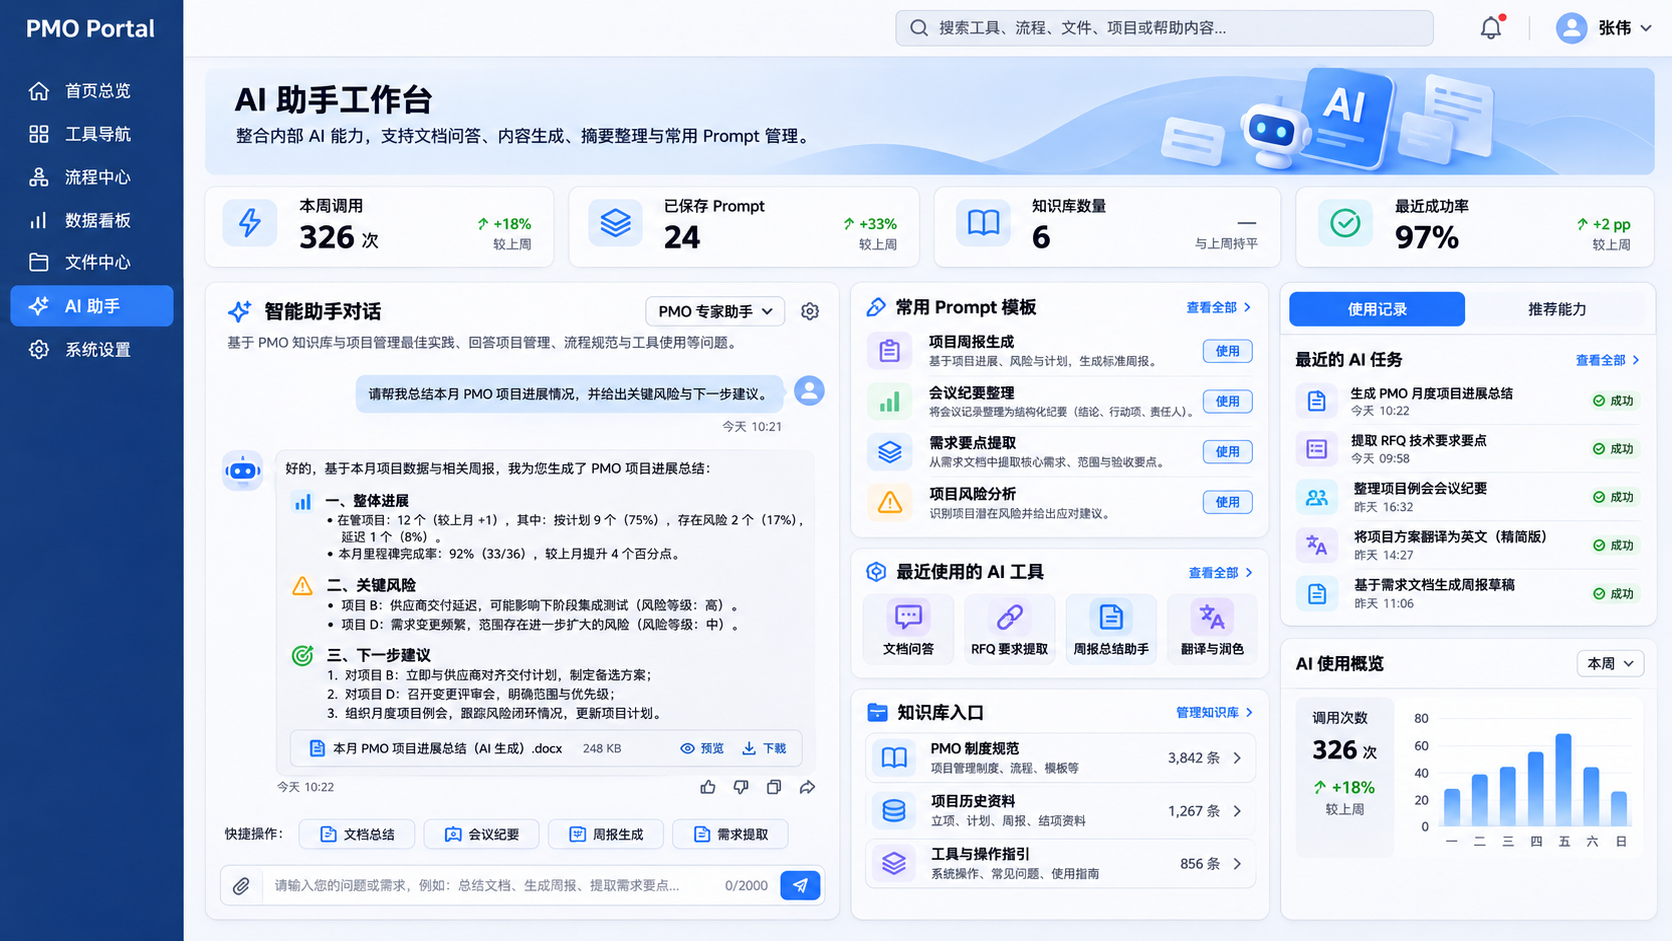 PMO Portal
首页总览
工具导航
流程中心
数据看板
文件中心
AI 助手
系统设置
搜索工具、流程、文件、项目或帮助内容...
张伟
AI 助手工作台
整合内部 AI 能力，支持文档问答、内容生成、摘要整理与常用 Prompt 管理。
AI
本周调用
326 次
+18%
较上周
已保存 Prompt
24
+33%
较上周
知识库数量
6
—
与上周持平
最近成功率
97%
+2 pp
较上周
智能助手对话
PMO 专家助手
基于 PMO 知识库与项目管理最佳实践、回答项目管理、流程规范与工具使用等问题。
请帮我总结本月 PMO 项目进展情况，并给出关键风险与下一步建议。
今天 10:21
好的，基于本月项目数据与相关周报，我为您生成了 PMO 项目进展总结：
一、整体进展
• 在管项目：12 个（较上月 +1），其中：按计划 9 个（75%），存在风险 2 个（17%），
延迟 1 个（8%）。
• 本月里程碑完成率：92%（33/36），较上月提升 4 个百分点。
二、关键风险
• 项目 B：供应商交付延迟，可能影响下阶段集成测试（风险等级：高）。
• 项目 D：需求变更频繁，范围存在进一步扩大的风险（风险等级：中）。
三、下一步建议
1. 对项目 B：立即与供应商对齐交付计划，制定备选方案；
2. 对项目 D：召开变更评审会，明确范围与优先级；
3. 组织月度项目例会，跟踪风险闭环情况，更新项目计划。
本月 PMO 项目进展总结（AI 生成）.docx 248 KB 预览 下载
今天 10:22
快捷操作： 文档总结 会议纪要 周报生成 需求提取
请输入您的问题或需求，例如：总结文档、生成周报、提取需求要点... 0/2000
常用 Prompt 模板 查看全部
项目周报生成
基于项目进展、风险与计划，生成标准周报。
使用
会议纪要整理
将会议记录整理为结构化纪要（结论、行动项、责任人）。
使用
需求要点提取
从需求文档中提取核心需求、范围与验收要点。
使用
项目风险分析
识别项目潜在风险并给出应对建议。
使用
最近使用的 AI 工具 查看全部
文档问答
RFQ 要求提取
周报总结助手
翻译与润色
知识库入口 管理知识库
PMO 制度规范
项目管理制度、流程、模板等
3,842 条
项目历史资料
立项、计划、周报、结项资料
1,267 条
工具与操作指引
系统操作、常见问题、使用指南
856 条
使用记录 推荐能力
最近的 AI 任务 查看全部
生成 PMO 月度项目进展总结
今天 10:22
成功
提取 RFQ 技术要求要点
今天 09:58
成功
整理项目例会会议纪要
昨天 16:32
成功
将项目方案翻译为英文（精简版）
昨天 14:27
成功
基于需求文档生成周报草稿
昨天 11:06
成功
AI 使用概览 本周
调用次数
326 次
+18%
较上周
80
60
40
20
0
一 二 三 四 五 六 日